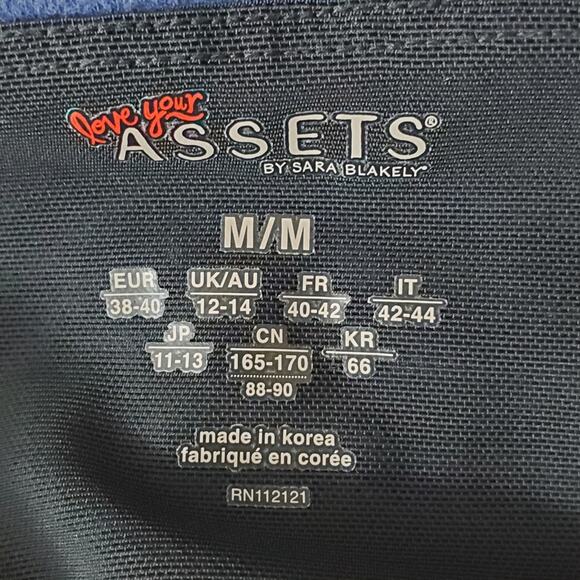 love your
ASSETS®
BY SARA BLAKELY
M/M
EUR UK/AU FR IT
38-40 12-14 40-42 42-44
JP CN KR
11-13 165-170 66
88-90
made in korea
fabriqué en corée
RN112121